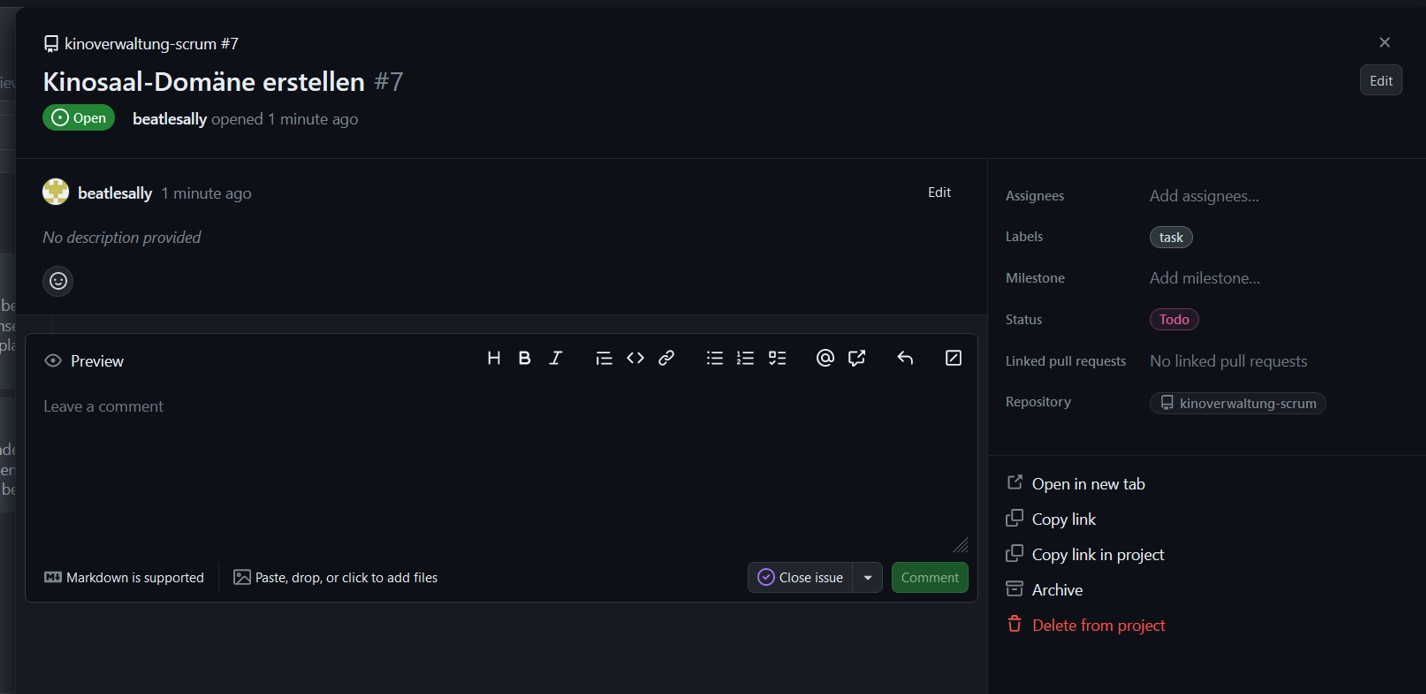 kinoverwaltung-scrum #7
Kinosaal-Domäne erstellen #7
Edit
Open
beatlesally opened 1 minute ago
beatlesally 1 minute ago
Edit
No description provided
Assignees
Add assignees...
Labels
task
Milestone
Add milestone...
Status
Todo
Linked pull requests
No linked pull requests
Repository
kinoverwaltung-scrum
Preview
H B I
Leave a comment
Markdown is supported
Paste, drop, or click to add files
Close issue
Comment
Open in new tab
Copy link
Copy link in project
Archive
Delete from project